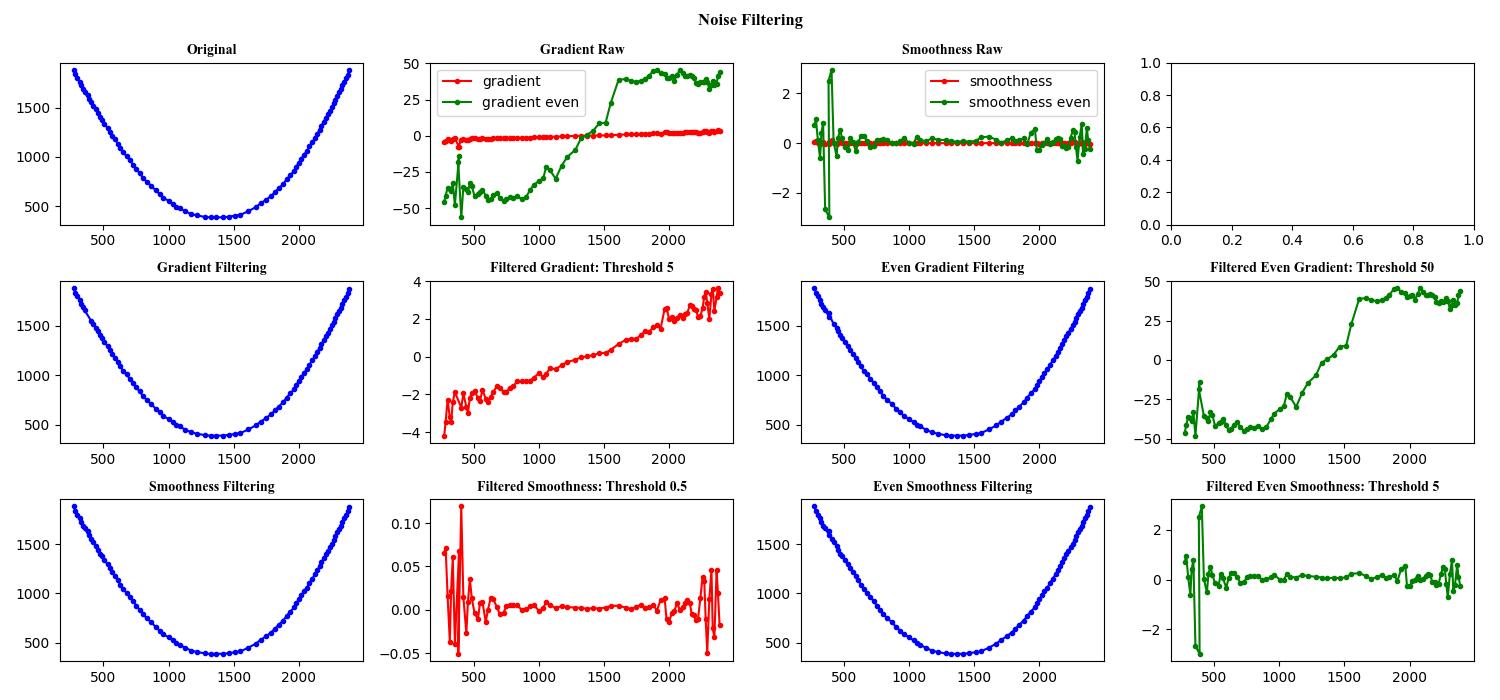 Noise Filtering
Original
Gradient Raw
Smoothness Raw
1500
1000
500
500 1000 1500 2000
50
25
0
−25
−50
gradient
gradient even
500 1000 1500 2000
2
0
−2
smoothness
smoothness even
500 1000 1500 2000
1.0
0.8
0.6
0.4
0.2
0.0
0.0 0.2 0.4 0.6 0.8 1.0
Gradient Filtering
Filtered Gradient: Threshold 5
Even Gradient Filtering
Filtered Even Gradient: Threshold 50
1500
1000
500
500 1000 1500 2000
4
2
0
−2
−4
500 1000 1500 2000
1500
1000
500
500 1000 1500 2000
50
25
0
−25
−50
500 1000 1500 2000
Smoothness Filtering
Filtered Smoothness: Threshold 0.5
Even Smoothness Filtering
Filtered Even Smoothness: Threshold 5
1500
1000
500
500 1000 1500 2000
0.10
0.05
0.00
−0.05
500 1000 1500 2000
1500
1000
500
500 1000 1500 2000
2
0
−2
500 1000 1500 2000